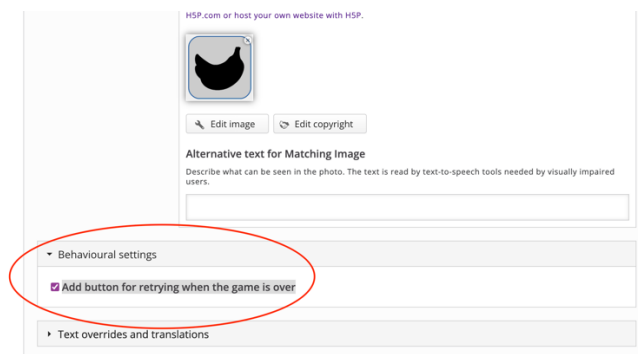 H5P.com or host your own website with H5P.
Edit image
Edit copyright
Alternative text for Matching Image
Describe what can be seen in the photo. The text is read by text-to-speech tools needed by visually impaired
users.
Behavioural settings
Add button for retrying when the game is over
Text overrides and translations